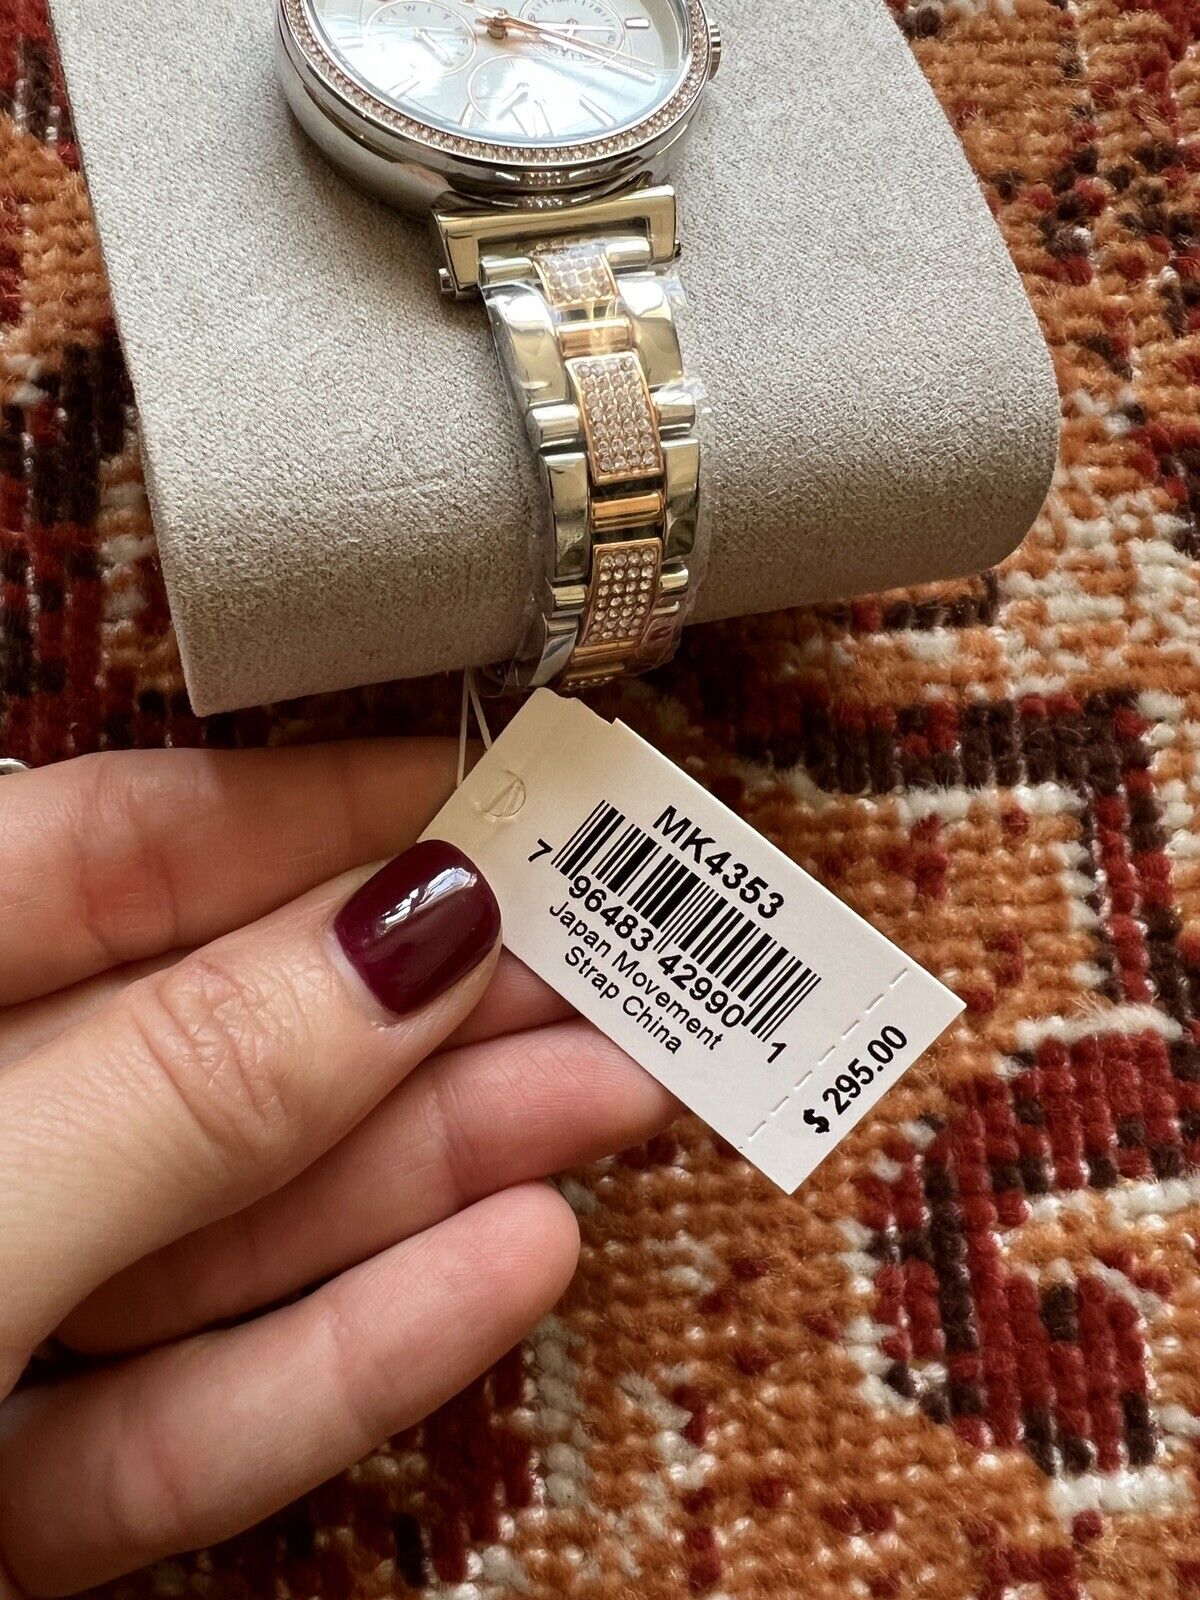 MK4353
7 96483 42990 1
Japan Movement
Strap China
$ 295.00